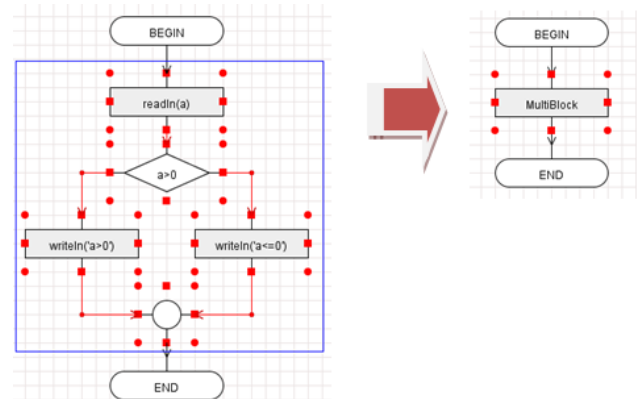 BEGIN
readln(a)
a>0
writeln('a>0')
writeln('a<=0')
END
BEGIN
MultiBlock
END